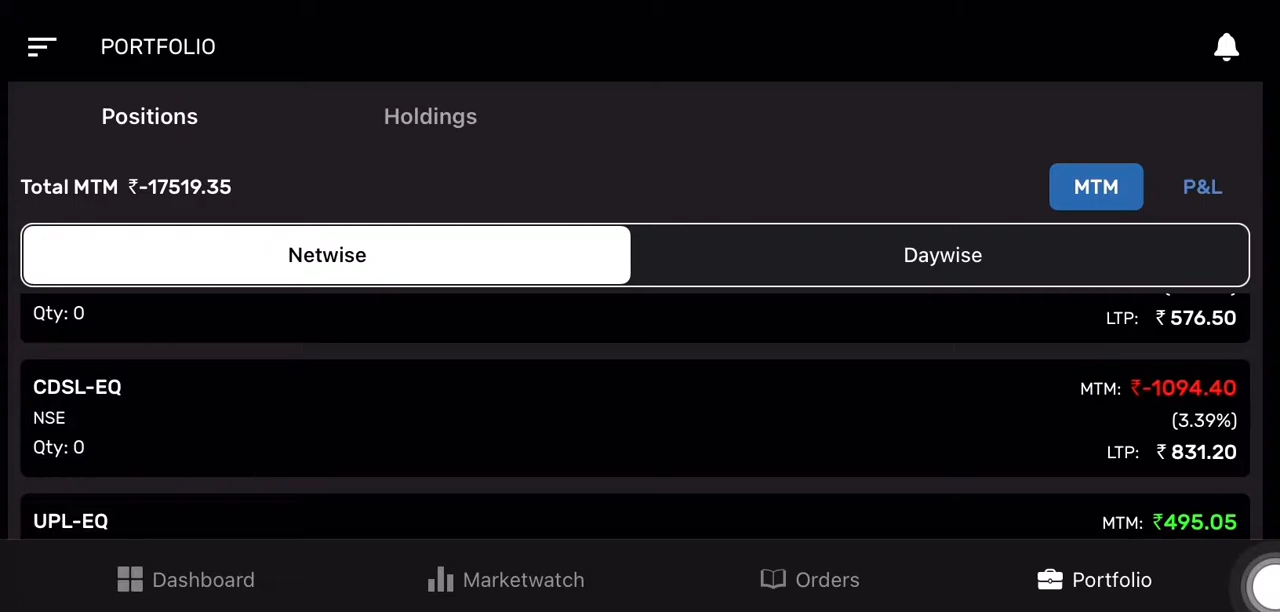 PORTFOLIO
Positions Holdings
Total MTM ₹-17519.35 MTM P&L
Netwise Daywise
Qty: 0
LTP: ₹ 576.50
CDSL-EQ MTM: ₹-1094.40
NSE (3.39%)
Qty: 0 LTP: ₹ 831.20
UPL-EQ MTM: ₹495.05
Dashboard Marketwatch Orders Portfolio